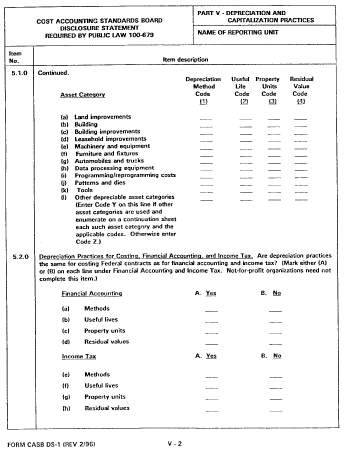 COST ACCOUNTING STANDARDS BOARD
DISCLOSURE STATEMENT
REQUIRED BY PUBLIC LAW 100-679
PART V - DEPRECIATION AND
CAPITALIZATION PRACTICES
NAME OF REPORTING UNIT
Item
No.
Item description
5.1.0 Continued.
Depreciation Useful Property Residual
Method Life Units Value
Code Code Code Code
Asset Category (1) (2) (3) (4)
(a) Land improvements
(b) Building
(c) Building improvements
(d) Leasehold improvements
(e) Machinery and equipment
(f) Furniture and fixtures
(g) Automobiles and trucks
(h) Data processing equipment
(i) Programming/reprogramming costs
(j) Patterns and dies
(k) Tools
(l) Other depreciable asset categories
(Enter Code Y on this line if other
asset categories are used and
enumerate on a continuation sheet
each such asset category and the
applicable codes. Otherwise enter
Code Z.)
5.2.0 Depreciation Practices for Costing, Financial Accounting, and Income Tax. Are depreciation practices
the same for costing Federal contracts as for financial accounting and income tax? (Mark either (A)
or (B) on each line under Financial Accounting and Income Tax. Not-for-profit organizations need not
complete this item.)
Financial Accounting A. Yes B. No
(a) Methods
(b) Useful lives
(c) Property units
(d) Residual values
Income Tax A. Yes B. No
(e) Methods
(f) Useful lives
(g) Property units
(h) Residual values
FORM CASB DS-1 (REV 2/96) V - 2